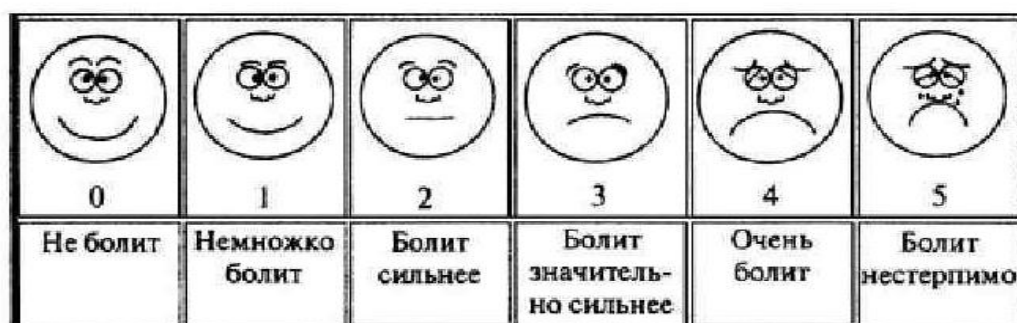 0 1 2 3 4 5
Не болит
Немножко
болит
Болит
сильнее
Болит
значитель-
но сильнее
Очень
болит
Болит
нестерпимо